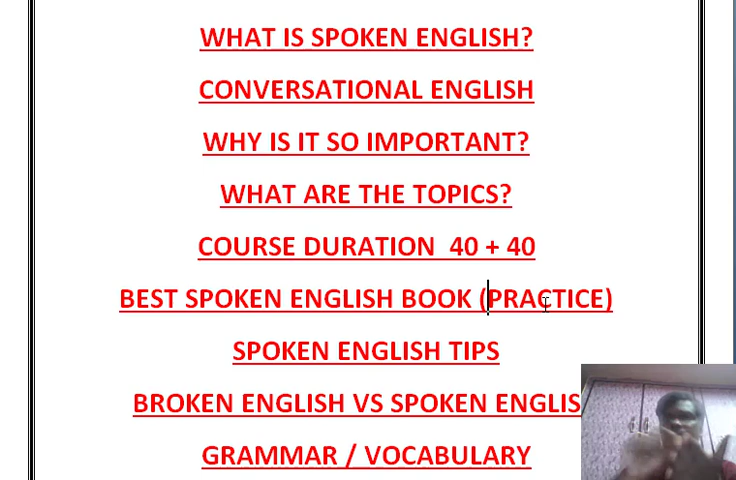 WHAT IS SPOKEN ENGLISH?
CONVERSATIONAL ENGLISH
WHY IS IT SO IMPORTANT?
WHAT ARE THE TOPICS?
COURSE DURATION  40 + 40
BEST SPOKEN ENGLISH BOOK (PRACTICE)
SPOKEN ENGLISH TIPS
BROKEN ENGLISH VS SPOKEN ENGLIS
GRAMMAR / VOCABULARY